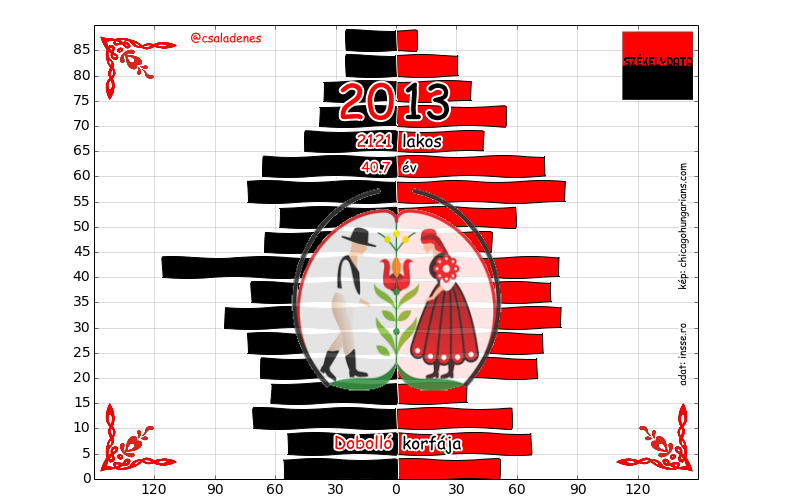 @csaladenes
SZÉKELYDATA
2013
2121 lakos
40.7 év
Dobolló korfája
kép: chicagohungarians.com
adat: insse.ro
85
80
75
70
65
60
55
50
45
40
35
30
25
20
15
10
5
0
120 90 60 30 0 30 60 90 120